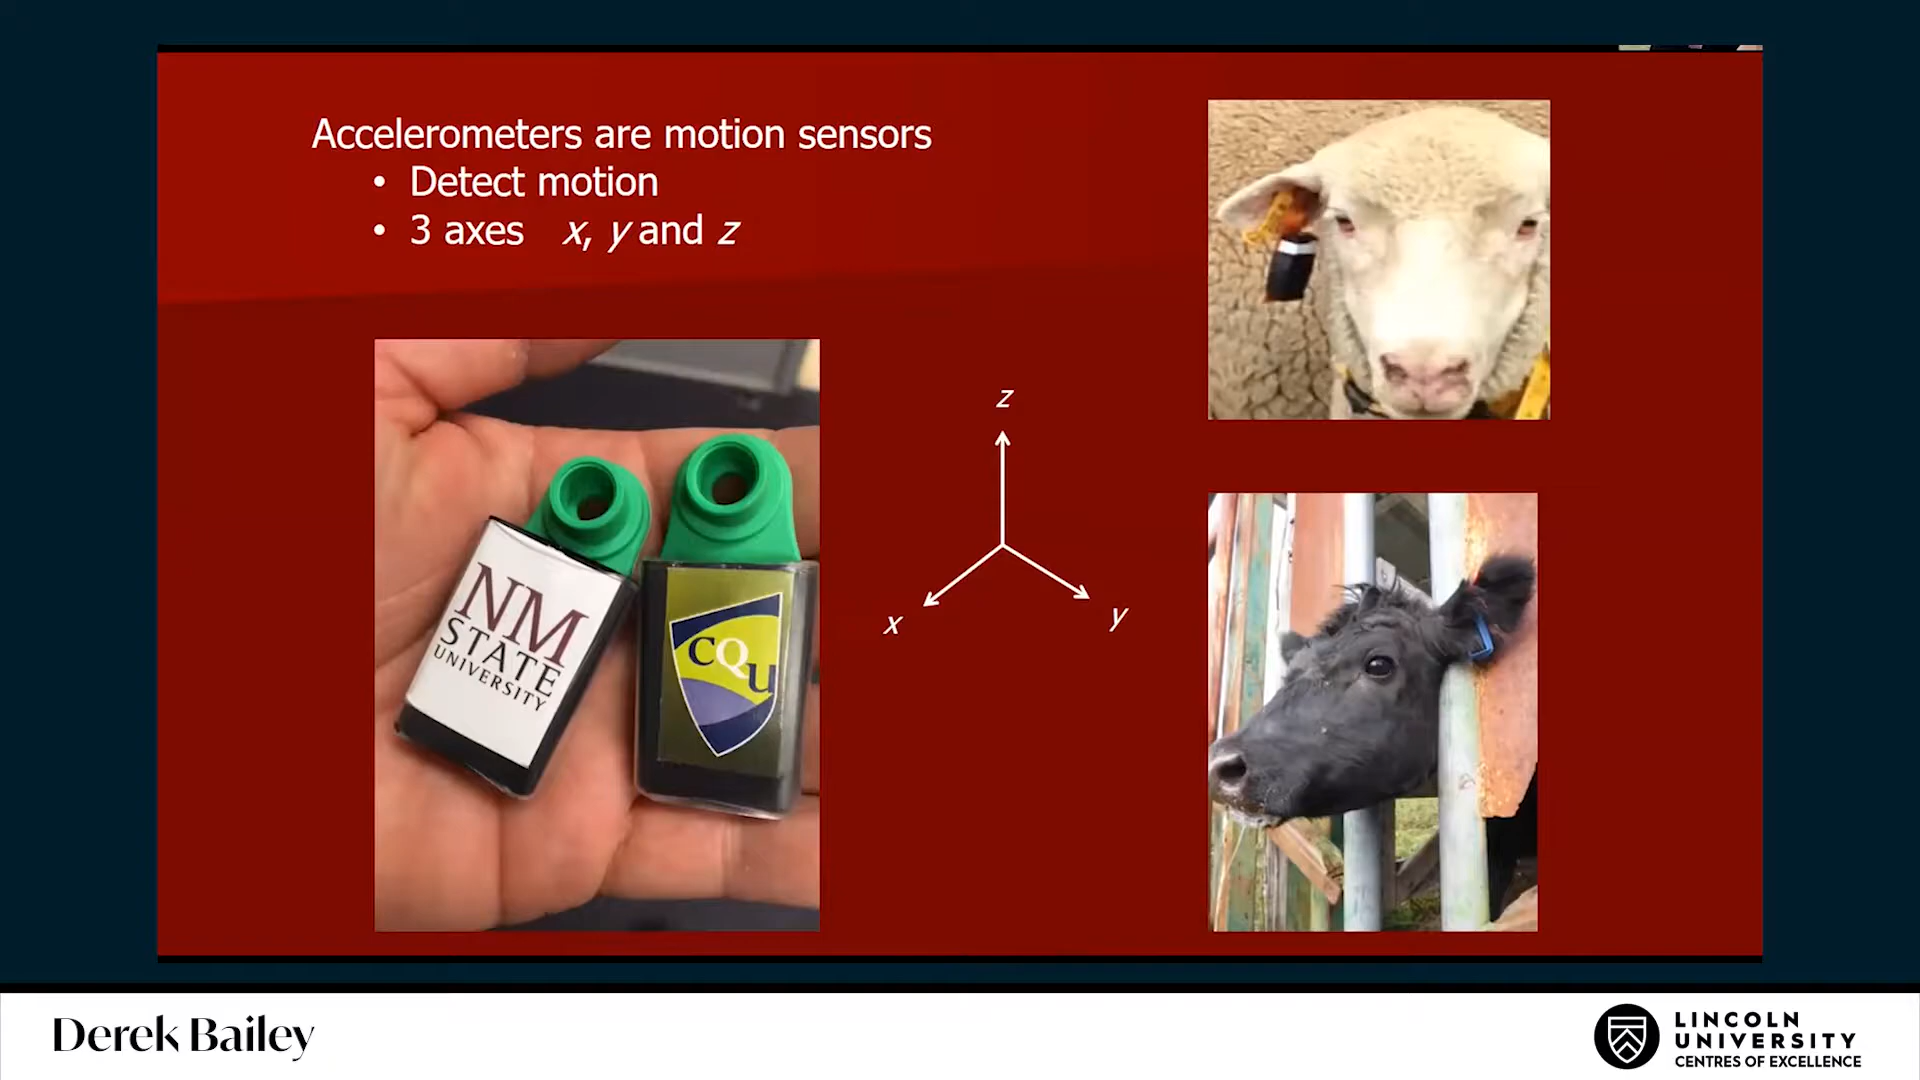 Accelerometers are motion sensors
• Detect motion
• 3 axes x, y and z
z
x
y
NM
STATE
UNIVERSITY
CQU
Derek Bailey
LINCOLN
UNIVERSITY
CENTRES OF EXCELLENCE